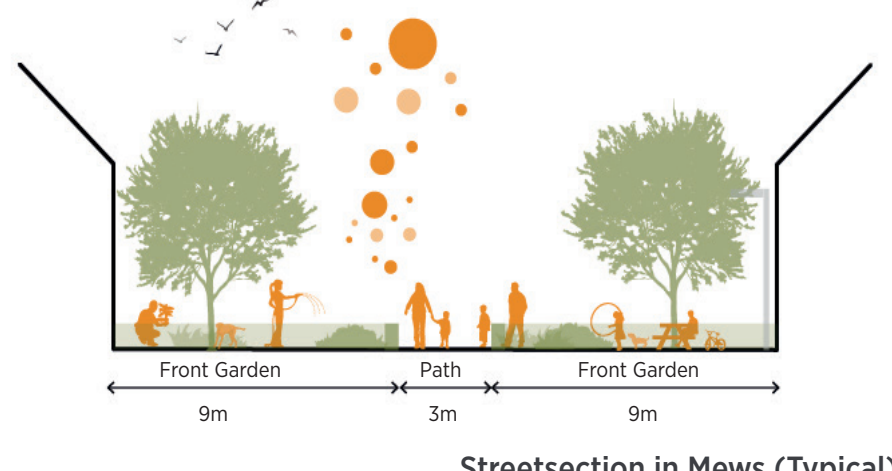 Front Garden Path Front Garden
9m 3m 9m
Streetsection in Mews (Typical)